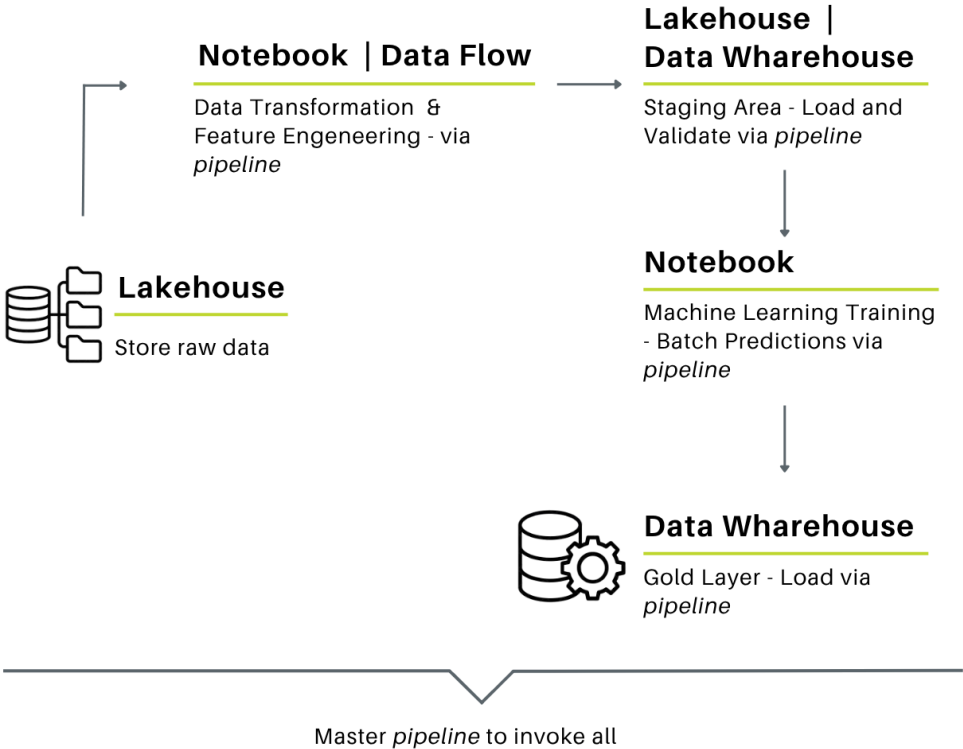 Lakehouse
Store raw data
Notebook | Data Flow
Data Transformation &
Feature Engeneering - via
pipeline
Lakehouse |
Data Wharehouse
Staging Area - Load and
Validate via pipeline
Notebook
Machine Learning Training
- Batch Predictions via
pipeline
Data Wharehouse
Gold Layer - Load via
pipeline
Master pipeline to invoke all